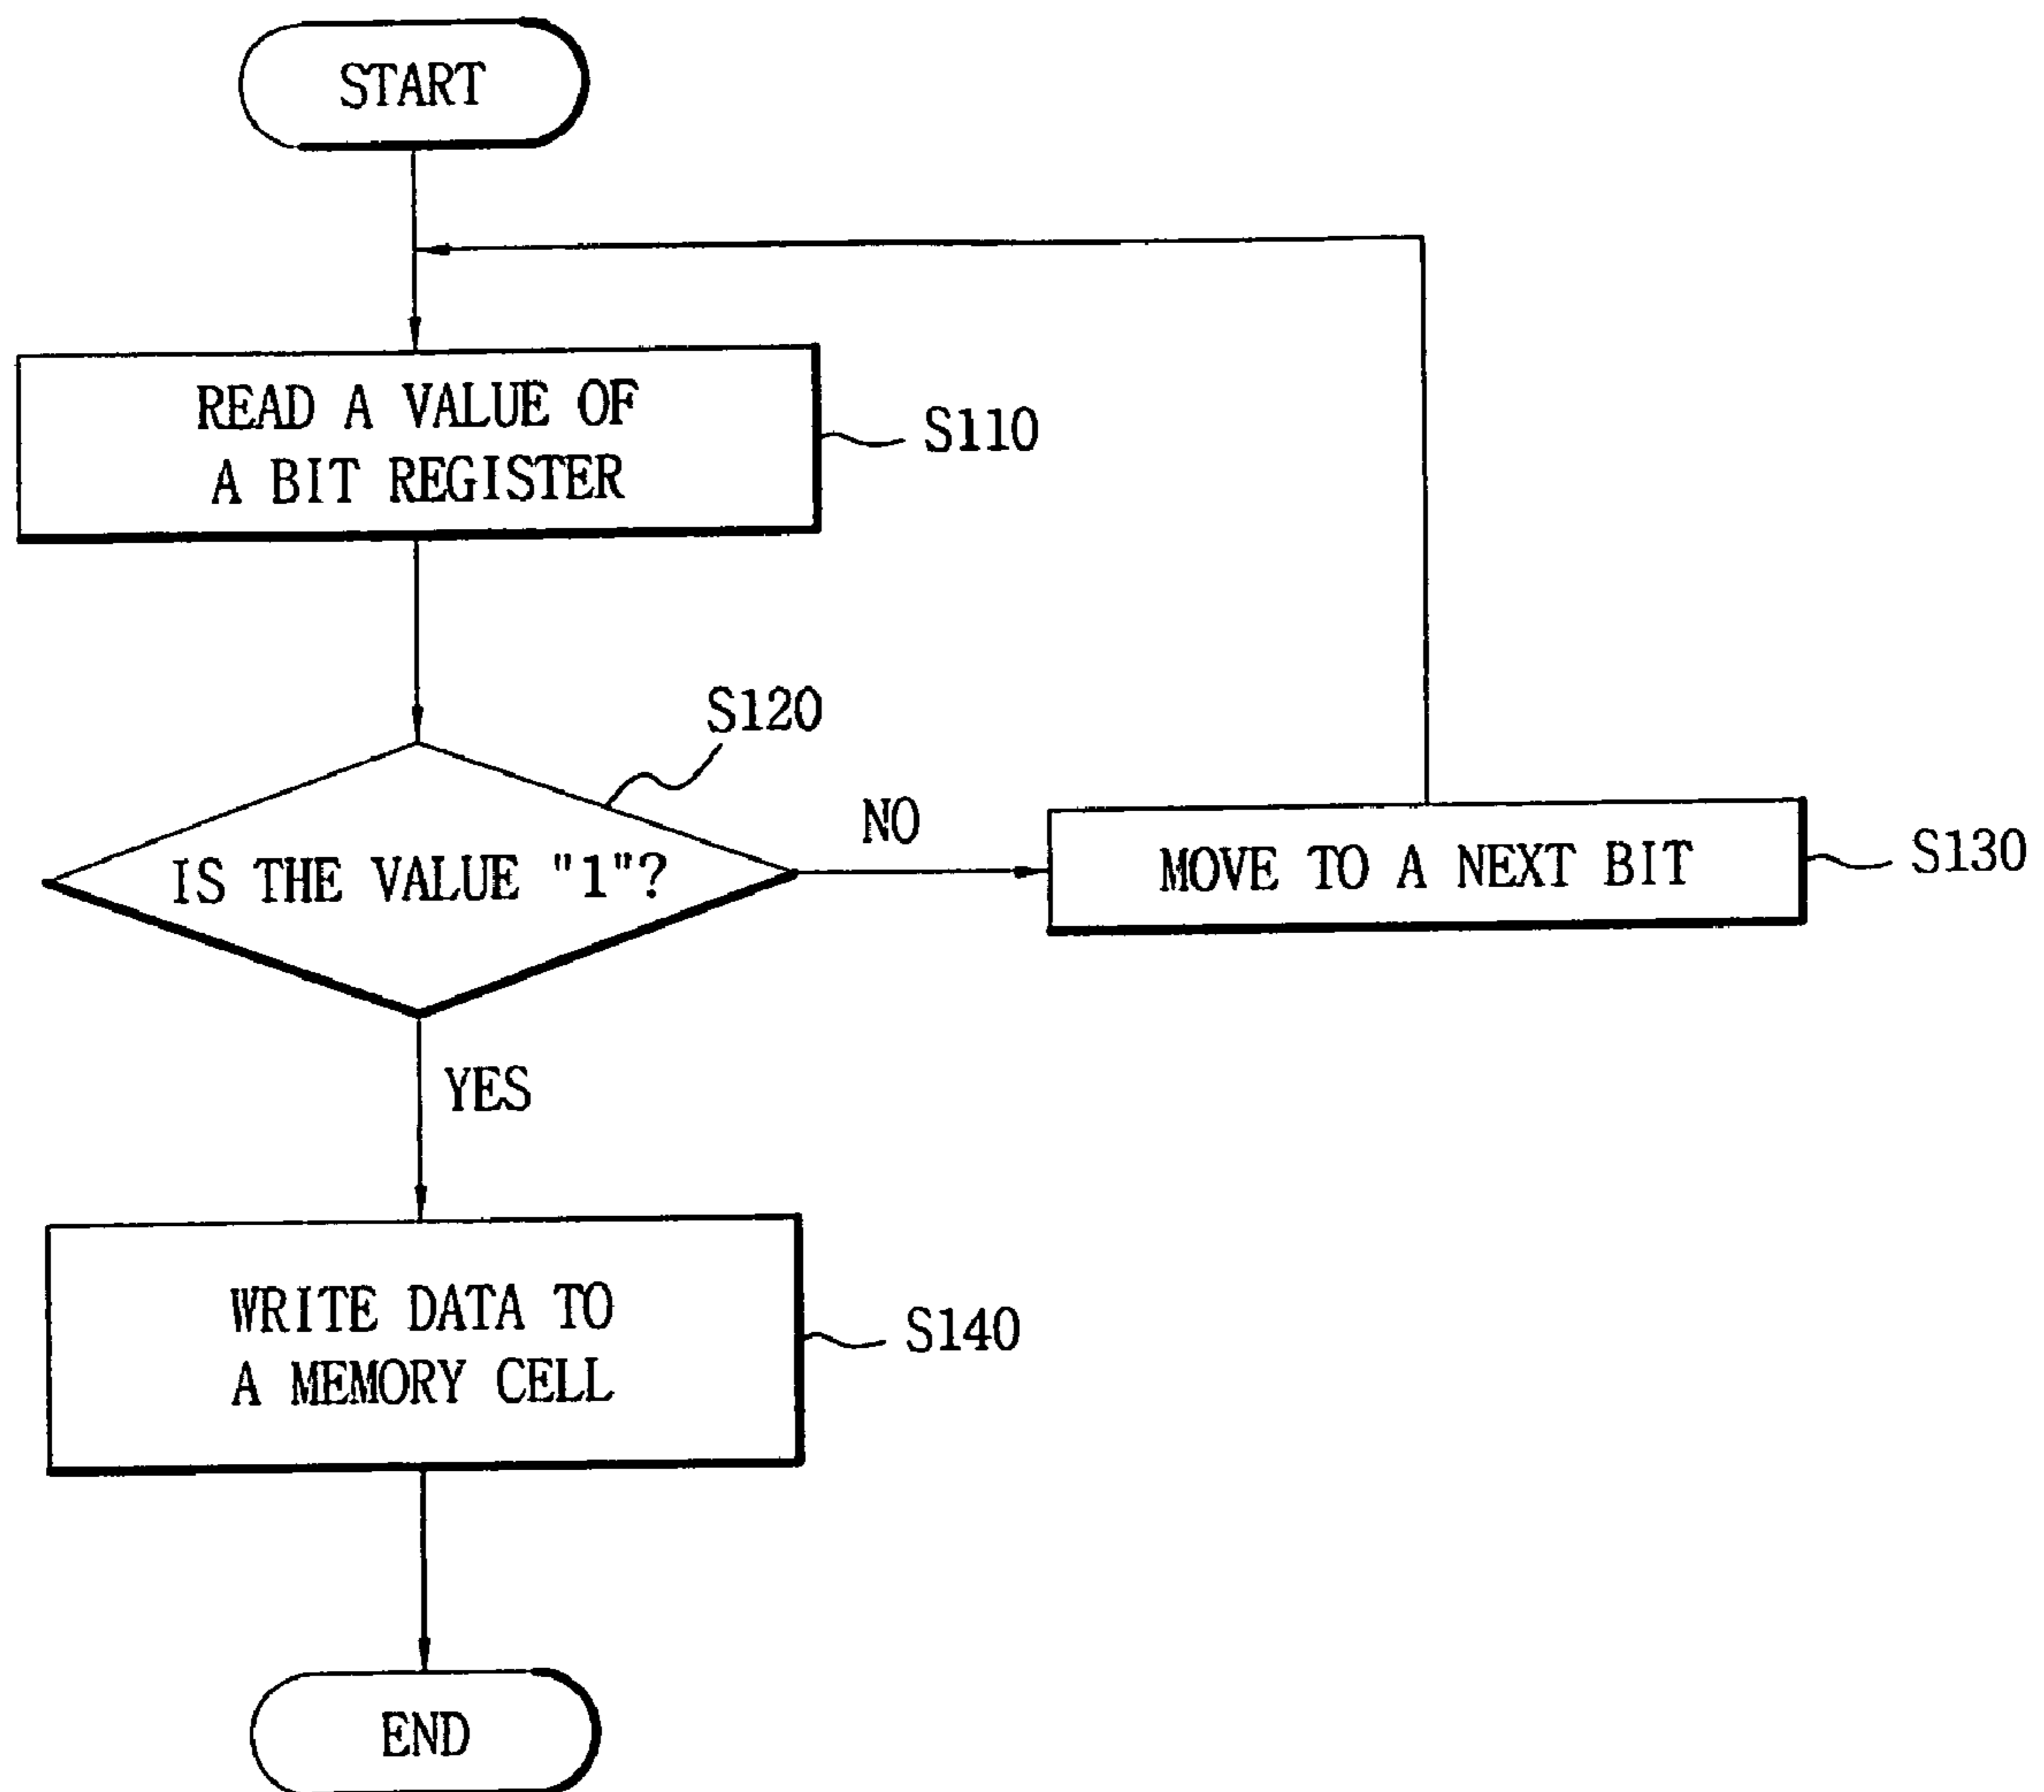 START
READ A VALUE OF
A BIT REGISTER
S110
S120
IS THE VALUE "1"?
NO
MOVE TO A NEXT BIT
S130
YES
WRITE DATA TO
A MEMORY CELL
S140
END